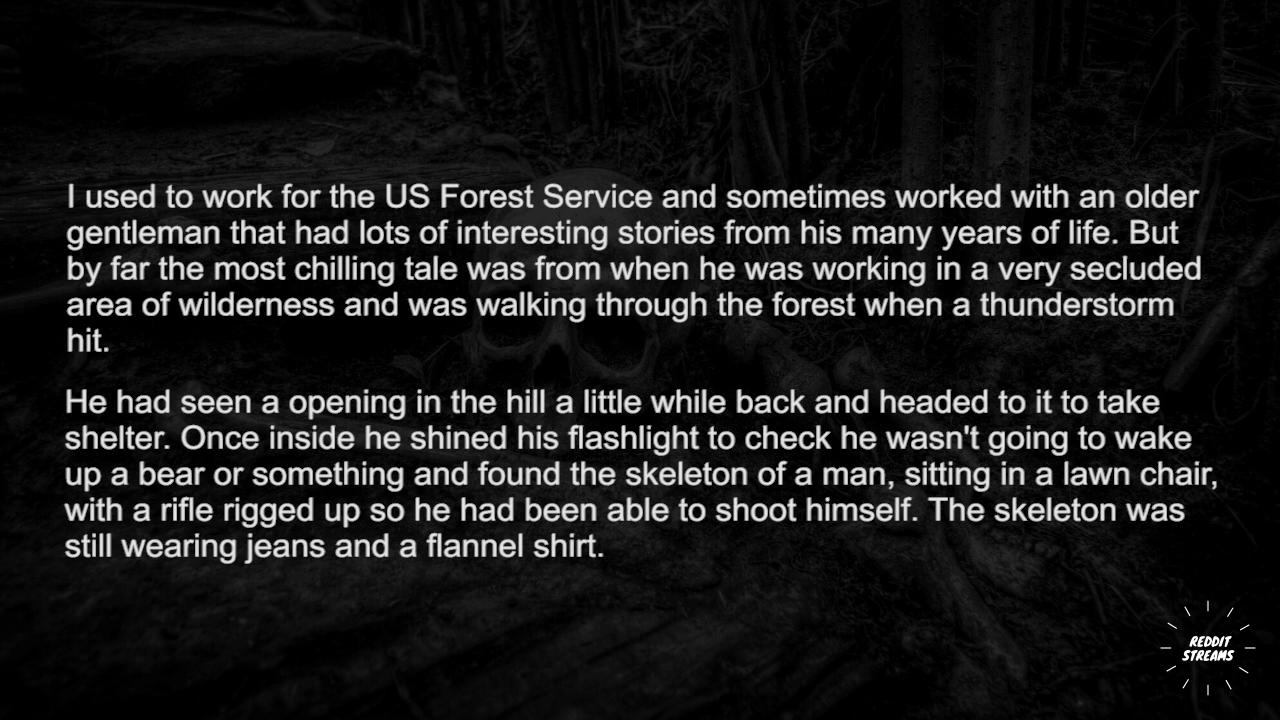 I used to work for the US Forest Service and sometimes worked with an older
gentleman that had lots of interesting stories from his many years of life. But
by far the most chilling tale was from when he was working in a very secluded
area of wilderness and was walking through the forest when a thunderstorm
hit.
He had seen a opening in the hill a little while back and headed to it to take
shelter. Once inside he shined his flashlight to check he wasn't going to wake
up a bear or something and found the skeleton of a man, sitting in a lawn chair,
with a rifle rigged up so he had been able to shoot himself. The skeleton was
still wearing jeans and a flannel shirt.
REDDIT
STREAMS